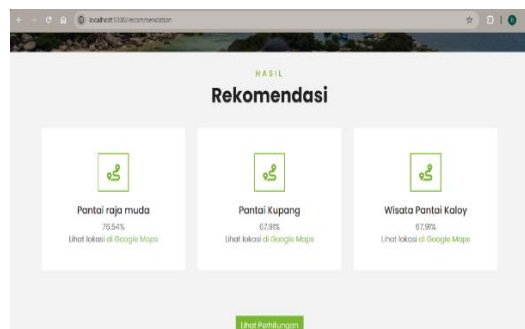 localhost:3000/recommendation
HASIL
Rekomendasi
Pantai raja muda
76.54%
Lihat lokasi di Google Maps
Pantai Kupang
67.91%
Lihat lokasi di Google Maps
Wisata Pantai Kaloy
67.91%
Lihat lokasi di Google Maps
Lihat Perhitungan